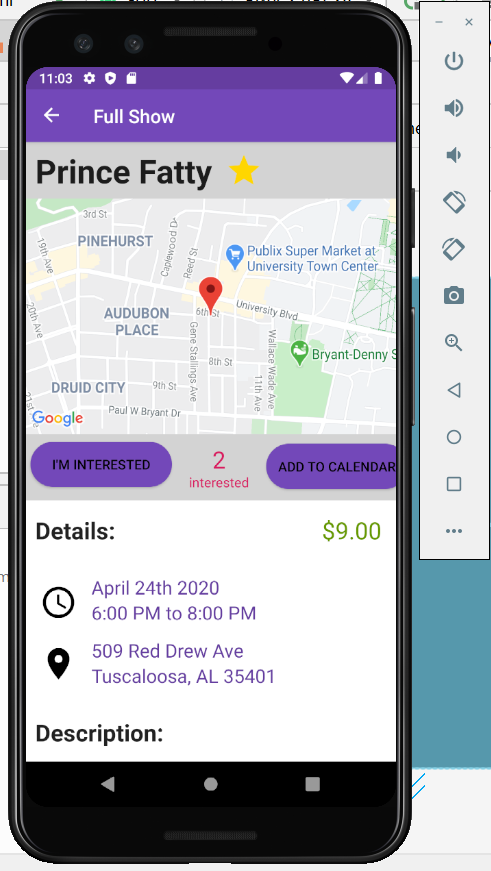 11:03
Full Show
Prince Fatty
3rd St
PINEHURST
19th Ave
Caplewood D
Reed St
Publix Super Market at
University Town Center
20th Ave
6th St
University Blvd
AUDUBON
PLACE
Gene Stallings Ave
8th St
Wallace Wade Ave
Bryant-Denny S
DRUID CITY
9th St
11th Ave
21st Ave
Paul W Bryant Dr
Google
I'M INTERESTED
2
interested
ADD TO CALENDAR
Details:
$9.00
April 24th 2020
6:00 PM to 8:00 PM
509 Red Drew Ave
Tuscaloosa, AL 35401
Description: